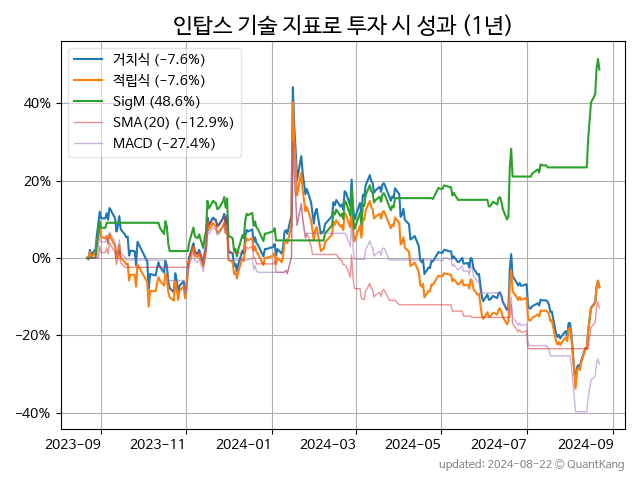 인탑스 기술 지표로 투자 시 성과 (1년)
거치식 (−7.6%)
적립식 (−7.6%)
SigM (48.6%)
SMA(20) (−12.9%)
MACD (−27.4%)
40%
20%
0%
−20%
−40%
2023-09 2023-11 2024-01 2024-03 2024-05 2024-07 2024-09
updated: 2024-08-22 © QuantKang